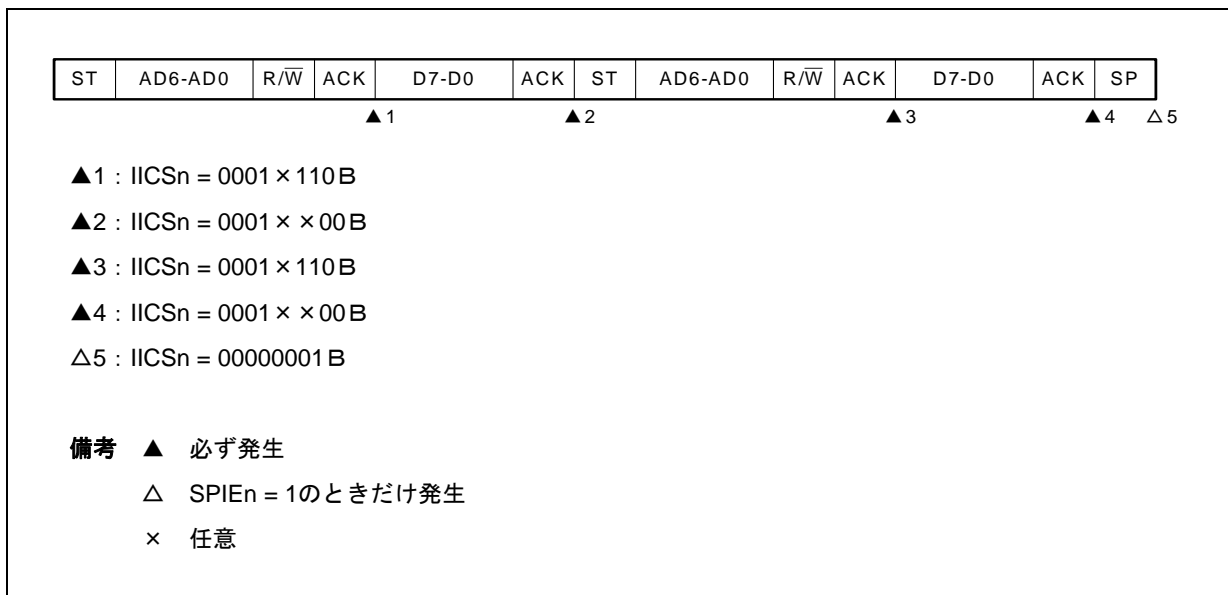 ST AD6-AD0 R/W̅ ACK D7-D0 ACK ST AD6-AD0 R/W̅ ACK D7-D0 ACK SP
▲1 ▲2 ▲3 ▲4 △5
▲1：IICSn = 0001×110B
▲2：IICSn = 0001××00B
▲3：IICSn = 0001×110B
▲4：IICSn = 0001××00B
△5：IICSn = 00000001B
備考 ▲ 必ず発生
△ SPIEn = 1のときだけ発生
× 任意